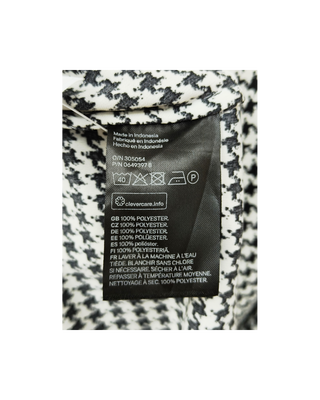 Made in Indonesia
Fabriqué en Indonésie
Hecho en Indonesia
O/N 305054
P/N 0649397 8
40 P
clevercare.info
GB 100% POLYESTER.
CZ 100% POLYESTER.
DE 100% POLYESTER.
EE 100% POLÜESTER.
ES 100% POLIÉSTER.
FI 100% POLYESTERIÄ.
FR LAVER À LA MACHINE À L'EAU
TIÈDE. BLANCHIR SANS CHLORE
SI NÉCESSAIRE. SÉCHER À L'AIR.
REPASSER À TEMPÉRATURE MOYENNE.
NETTOYAGE À SEC 100%.